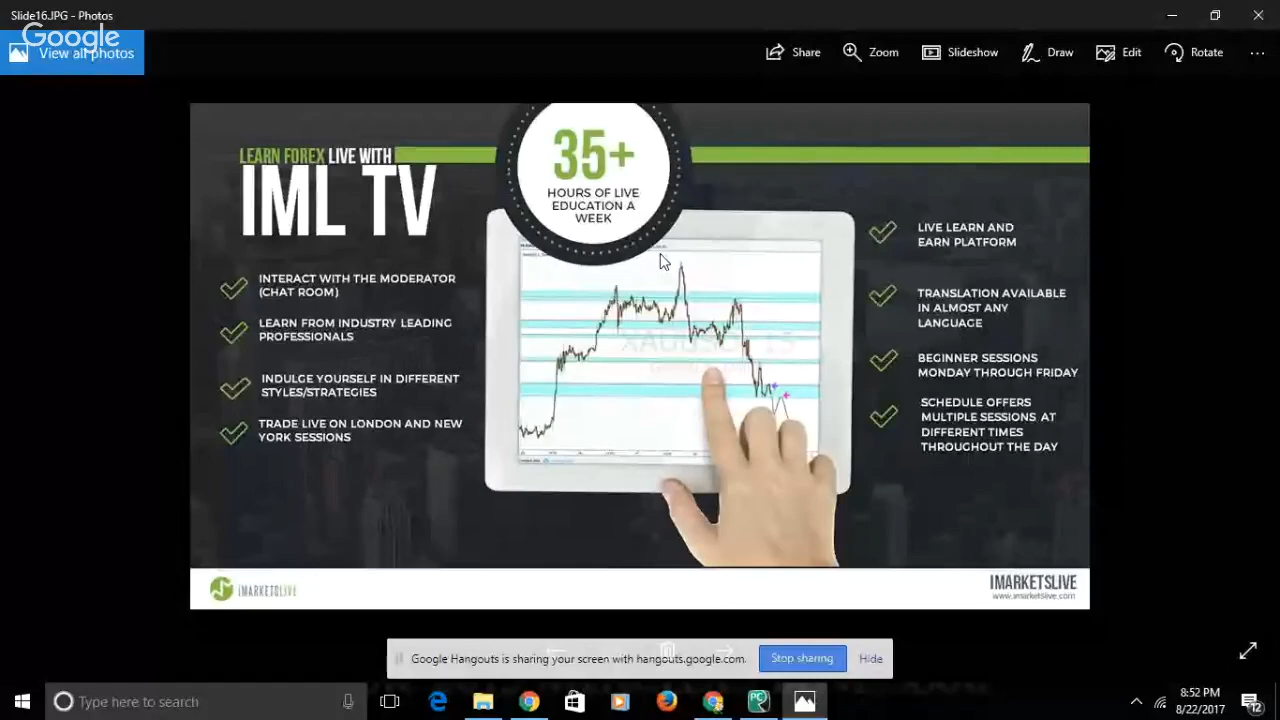 Slide16.JPG - Photos
Google
View all photos
Share
Zoom
Slideshow
Draw
Edit
Rotate
LEARN FOREX LIVE WITH
IML TV
35+
HOURS OF LIVE
EDUCATION A
WEEK
INTERACT WITH THE MODERATOR
(CHAT ROOM)
LEARN FROM INDUSTRY LEADING
PROFESSIONALS
INDULGE YOURSELF IN DIFFERENT
STYLES/STRATEGIES
TRADE LIVE ON LONDON AND NEW
YORK SESSIONS
LIVE LEARN AND
EARN PLATFORM
TRANSLATION AVAILABLE
IN ALMOST ANY
LANGUAGE
BEGINNER SESSIONS
MONDAY THROUGH FRIDAY
SCHEDULE OFFERS
MULTIPLE SESSIONS AT
DIFFERENT TIMES
THROUGHOUT THE DAY
iMARKETSLIVE
IMARKETSLIVE
www.imarketslive.com
Google Hangouts is sharing your screen with hangouts.google.com.
Stop sharing
Hide
Type here to search
8:52 PM
8/22/2017
12